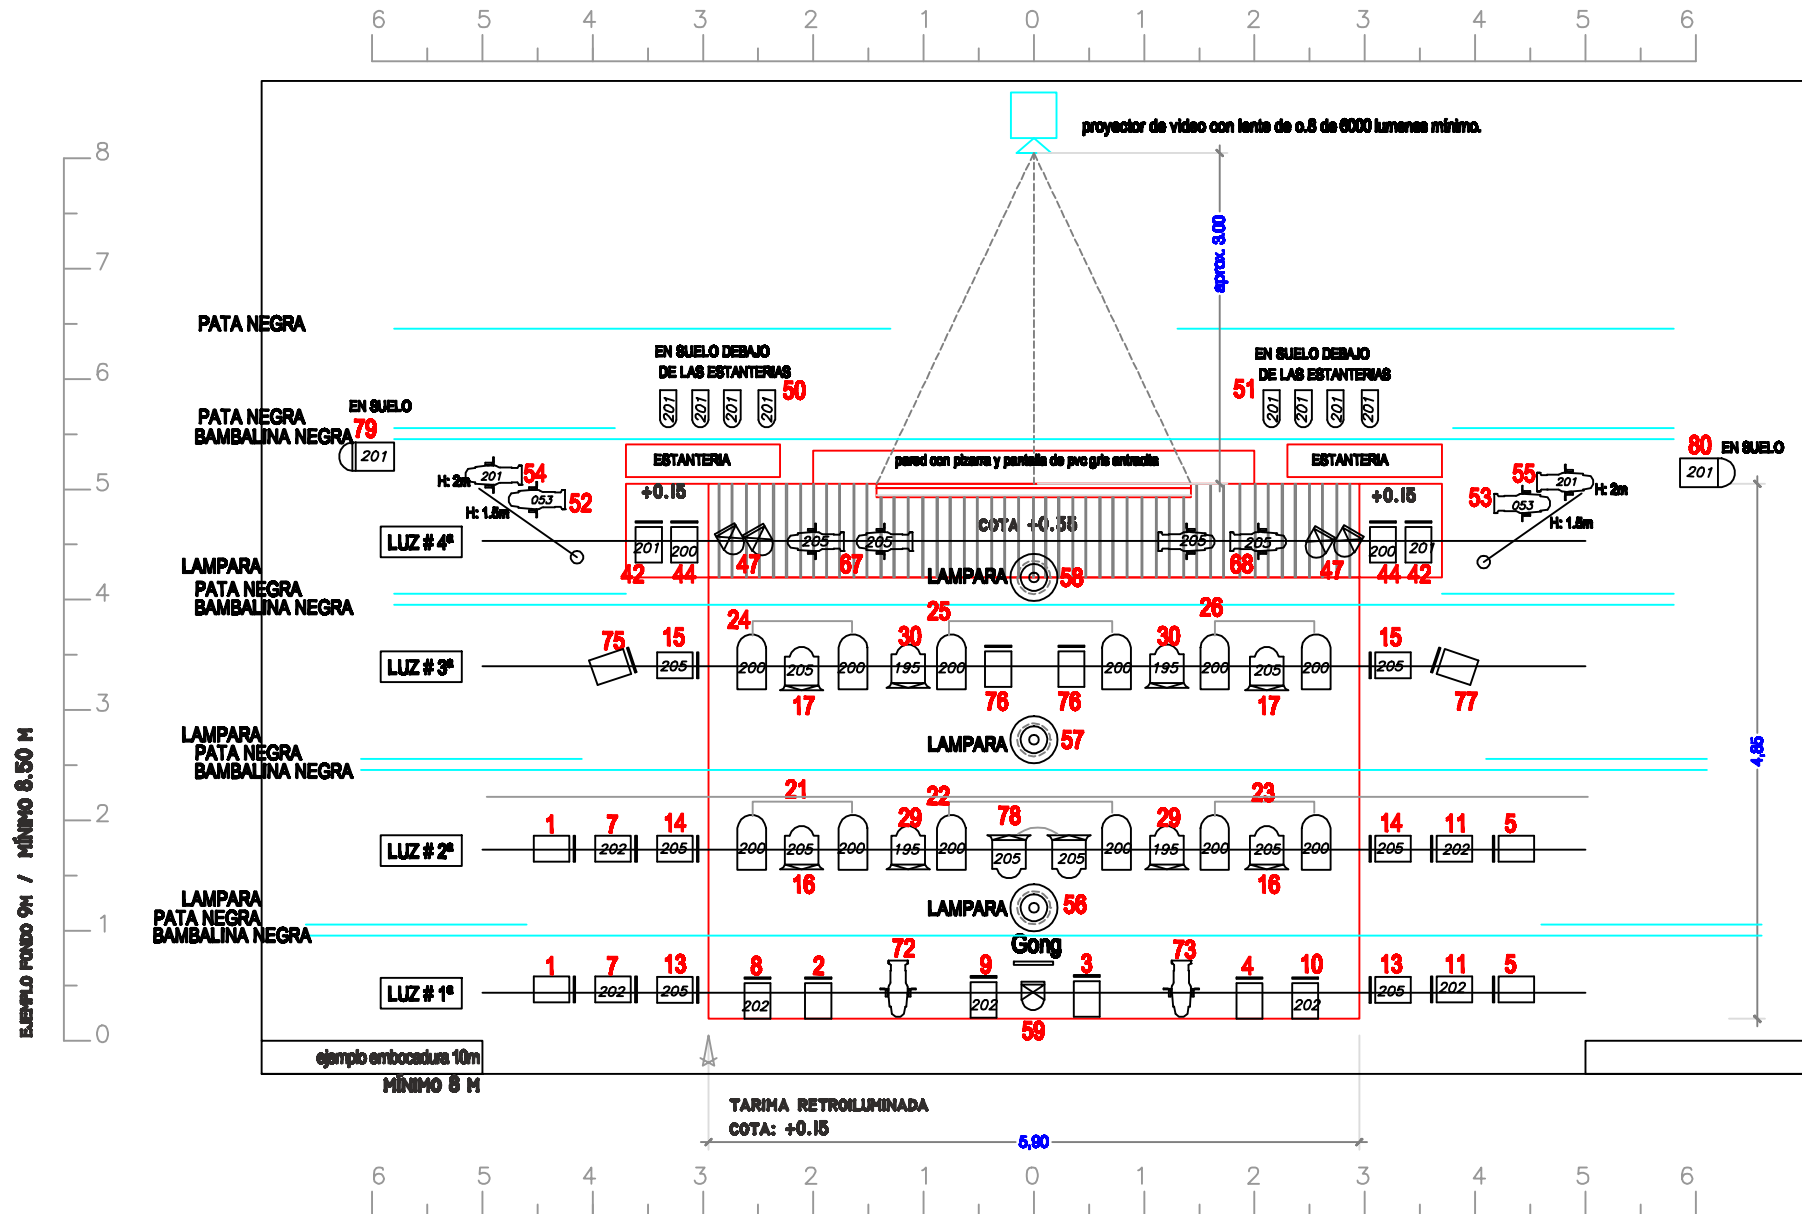 6 5 4 3 2 1 0 1 2 3 4 5 6
proyector de video con lente de o.8 de 6000 lumenes mínimo.
8
aprox. 3.00
7
PATA NEGRA
EN SUELO DEBAJO
DE LAS ESTANTERIAS
EN SUELO DEBAJO
DE LAS ESTANTERIAS
6
201 201 201 201 50
51 201 201 201 201
EN SUELO
PATA NEGRA
BAMBALINA NEGRA
79
201
80 EN SUELO
201
ESTANTERIA
pared con pizarra y pantalla de pvc gris antracita
ESTANTERIA
5
H: 2m 201 54
053 52
H: 1.5m
55 201 H: 2m
53 053
H: 1.5m
+0.15
COTA +0.35
+0.15
LUZ # 4ª
201 200 205 205 205 205 200 201
42 44 47 67 68 47 44 42
LAMPARA
LAMPARA 58
PATA NEGRA
BAMBALINA NEGRA
4
24 25 26
75 15 30 30 15
LUZ # 3ª
205 200 205 200 195 200 200 195 200 205 200 205
17 76 76 17 77
3
LAMPARA
LAMPARA 57
PATA NEGRA
BAMBALINA NEGRA
4,85
EJEMPLO FONDO 9M / MÍNIMO 8.50 M
21 22 23
2
1 7 14 29 78 29 14 11 5
LUZ # 2ª
202 205 200 205 200 195 200 205 205 200 195 200 205 200 205 202
16 16
LAMPARA
LAMPARA 56
PATA NEGRA
BAMBALINA NEGRA
1
Gong
1 7 13 8 2 72 9 3 73 4 10 13 11 5
LUZ # 1ª
202 205 202 202 202 205 202
59
0
ejemplo embocadura 10m
MÍNIMO 8 M
TARIMA RETROILUMINADA
COTA: +0.15
5,90
6 5 4 3 2 1 0 1 2 3 4 5 6